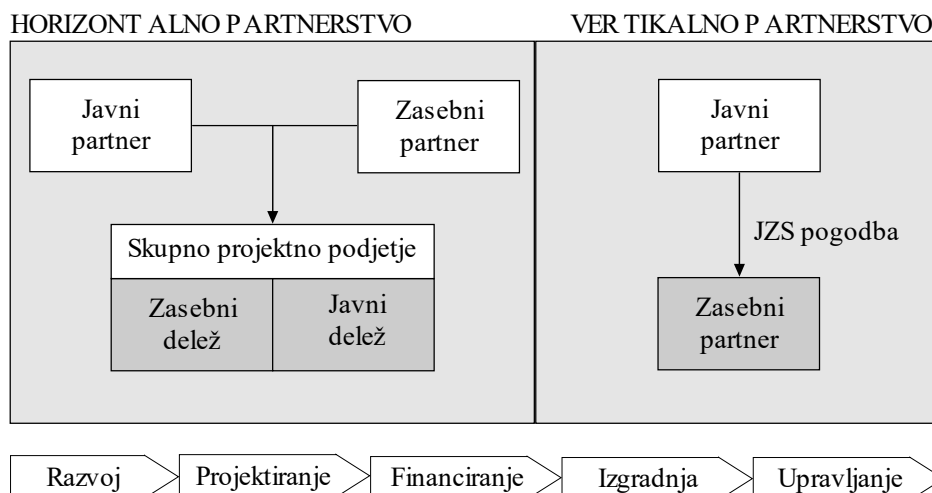 HORIZONT ALNO P ARTNERSTVO
VER TIKALNO P ARTNERSTVO
Javni
partner
Zasebni
partner
Skupno projektno podjetje
Zasebni
delež
Javni
delež
Javni
partner
JZS pogodba
Zasebni
partner
Razvoj
Projektiranje
Financiranje
Izgradnja
Upravljanje